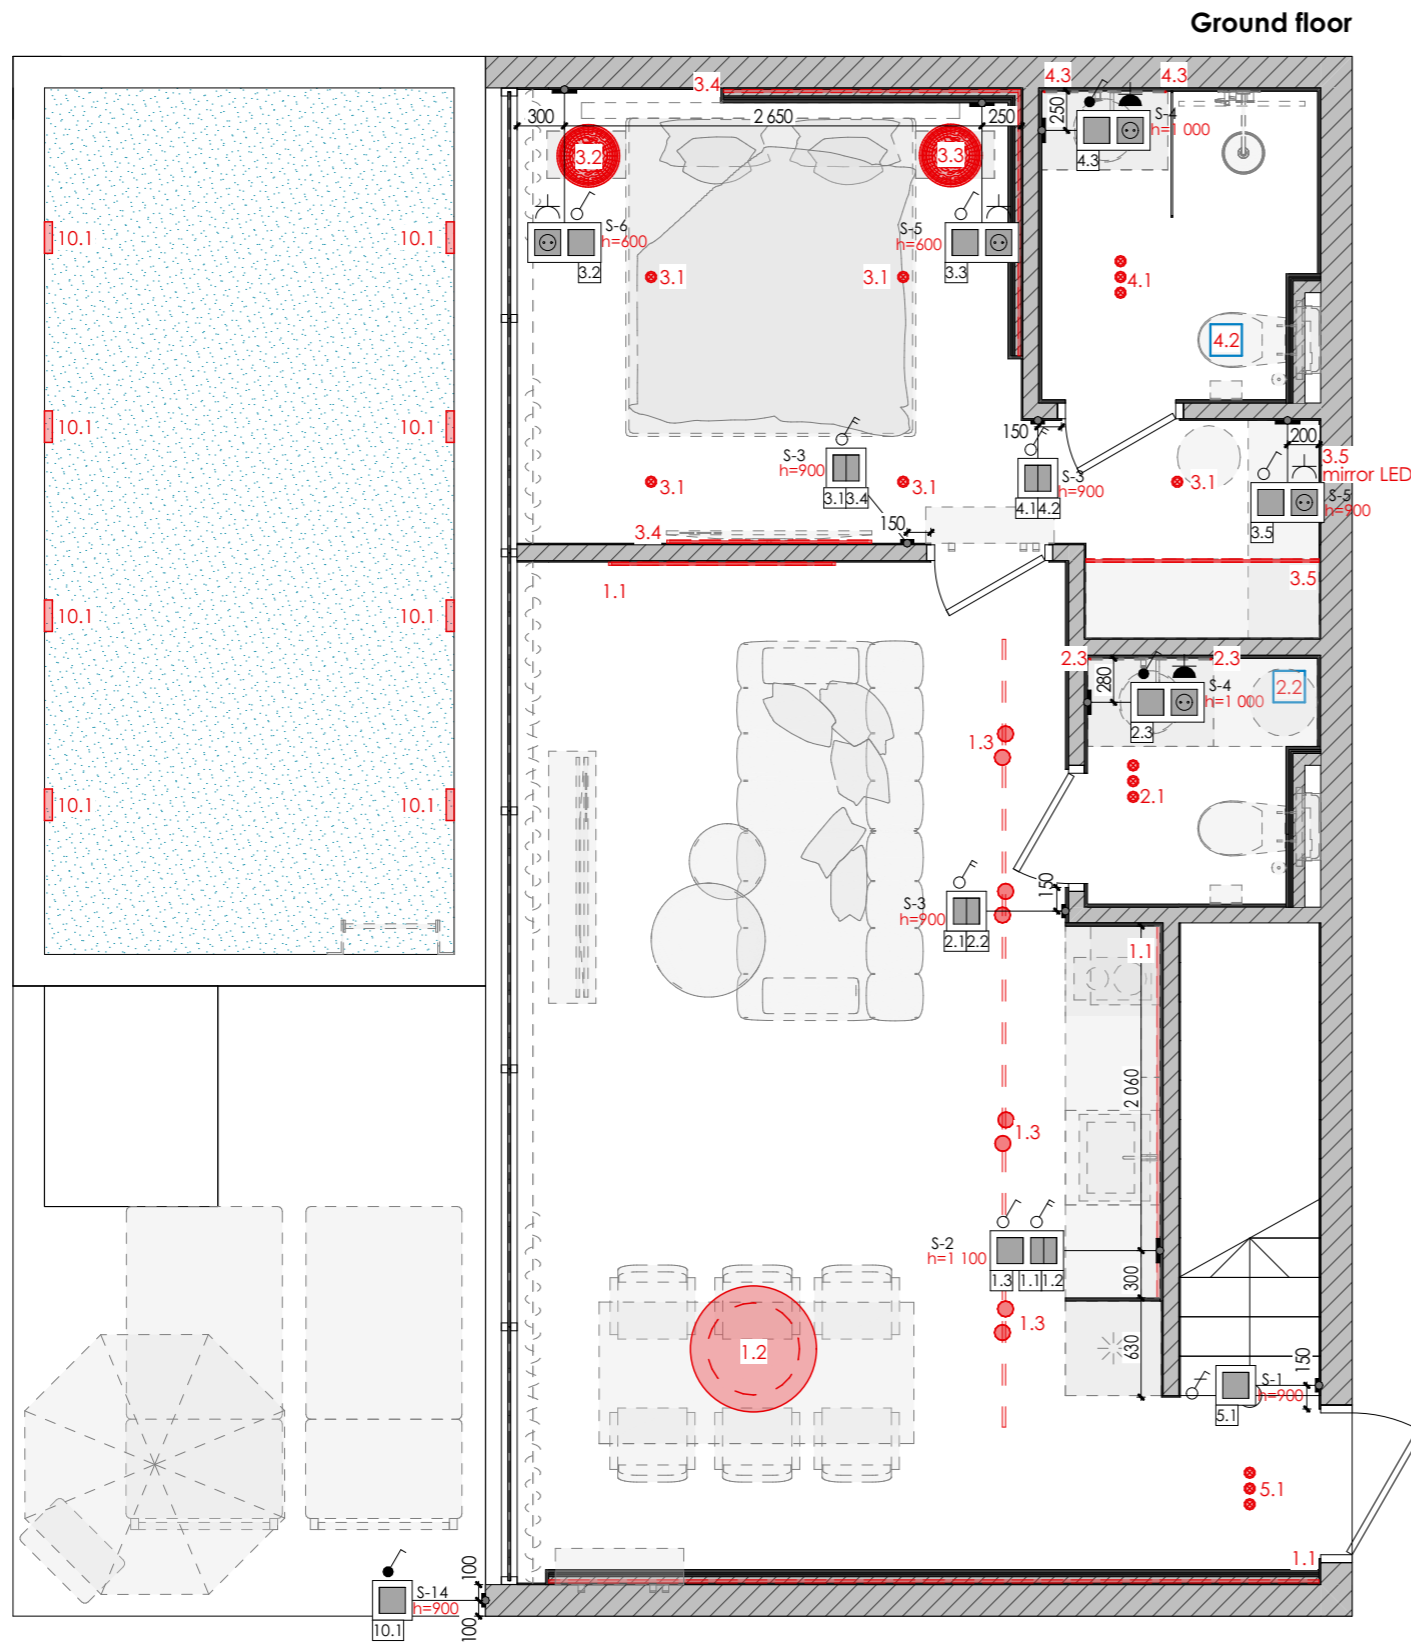 Ground floor
3.4
4.3
4.3
300
2 650
250
250
S-4
h=1 000
4.3
3.2
3.3
S-6
h=600
3.2
S-5
h=600
3.3
10.1
10.1
3.1
3.1
4.1
4.2
10.1
10.1
150
200
3.5
mirror LED
S-3
h=900
3.1
3.4
S-3
h=900
4.1
4.2
3.1
3.1
3.1
S-5
h=900
3.5
150
3.4
1.1
3.5
10.1
10.1
2.3
2.3
280
S-4
h=1 000
2.3
2.2
1.3
2.1
10.1
10.1
150
S-3
h=900
2.1
2.2
1.1
2 060
1.3
S-2
h=1 100
1.3
1.1
1.2
300
1.3
630
1.2
150
S-1
h=900
5.1
5.1
1.1
100
S-14
h=900
10.1
100